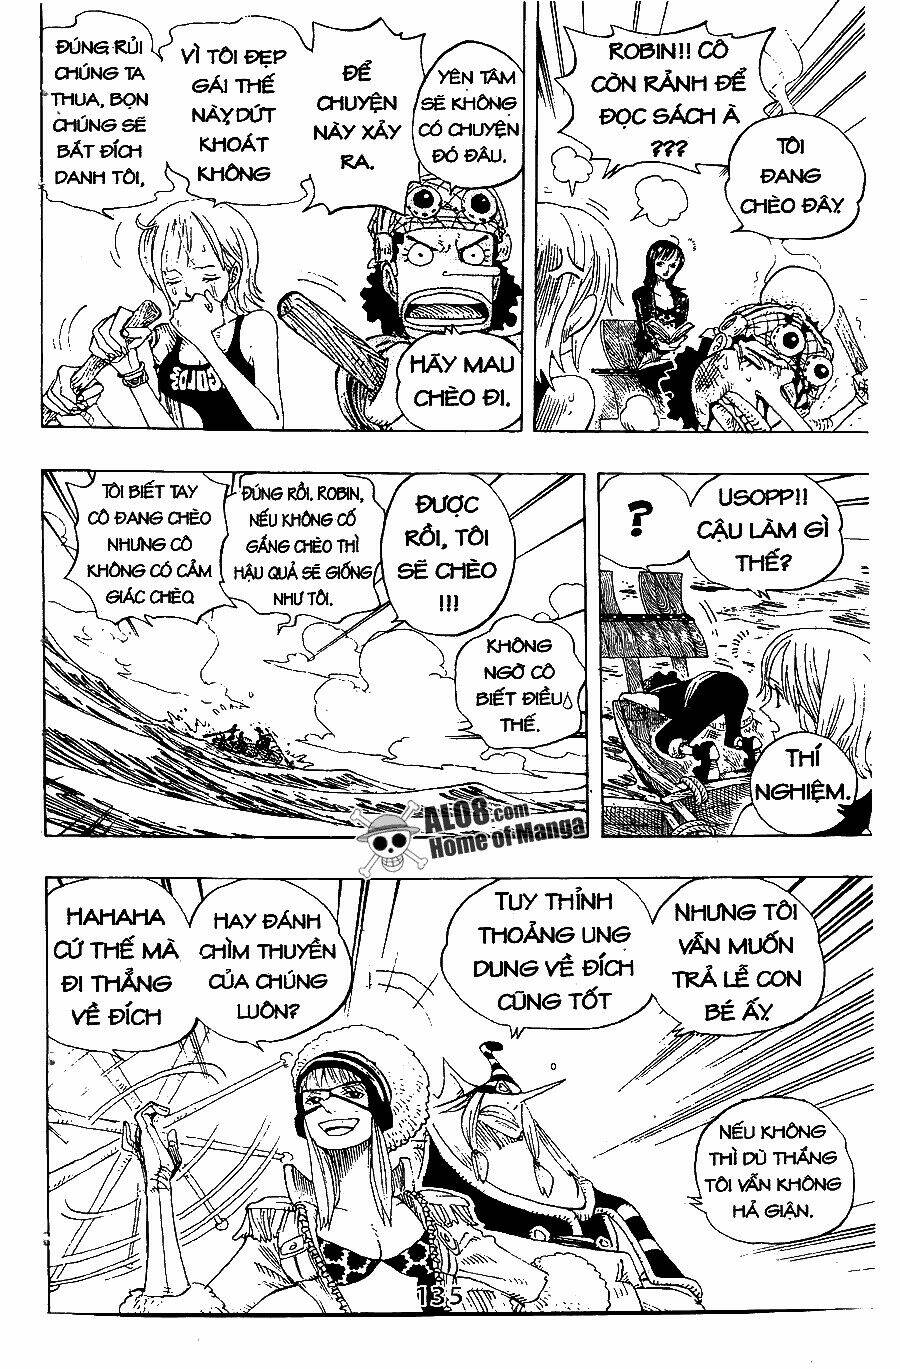 ĐÚNG RỦI
CHÚNG TA
THUA, BỌN
CHÚNG SẼ
BẮT ĐÍCH
DANH TÔI,
VÌ TÔI ĐẸP
GÁI THẾ
NÀY, DỨT
KHOÁT
KHÔNG
ĐỂ
CHUYỆN
NÀY XẢY
RA.
YÊN TÂM
SẼ KHÔNG
CÓ CHUYỆN
ĐÓ ĐÂU.
HÃY MAU
CHÈO ĐI.
ROBIN!! CÔ
CÒN RẢNH ĐỂ
ĐỌC SÁCH À
???
TÔI
ĐANG
CHÈO ĐÂY.
TÔI BIẾT TAY
CÔ ĐANG CHÈO
NHƯNG CÔ
KHÔNG CÓ CẢM
GIÁC CHÈO.
ĐÚNG RỒI. ROBIN,
NẾU KHÔNG CỐ
GẮNG CHÈO THÌ
HẬU QUẢ SẼ GIỐNG
NHƯ TÔI.
ĐƯỢC
RỒI, TÔI
SẼ CHÈO
!!!
KHÔNG
NGỜ CÔ
BIẾT ĐIỀU
THẾ.
?
USOPP!!
CẬU LÀM GÌ
THẾ?
THÍ
NGHIỆM.
AL08.com
Home of Manga
HAHAHA
CỨ THẾ MÀ
ĐI THẲNG
VỀ ĐÍCH
HAY ĐÁNH
CHÌM THUYỀN
CỦA CHÚNG
LUÔN?
TUY THỈNH
THOẢNG UNG
DUNG VỀ ĐÍCH
CŨNG TỐT
NHƯNG TÔI
VẪN MUỐN
TRẢ LỄ CON
BÉ ẤY.
NẾU KHÔNG
THÌ DÙ THẮNG
TÔI VẪN KHÔNG
HẢ GIẬN.
135